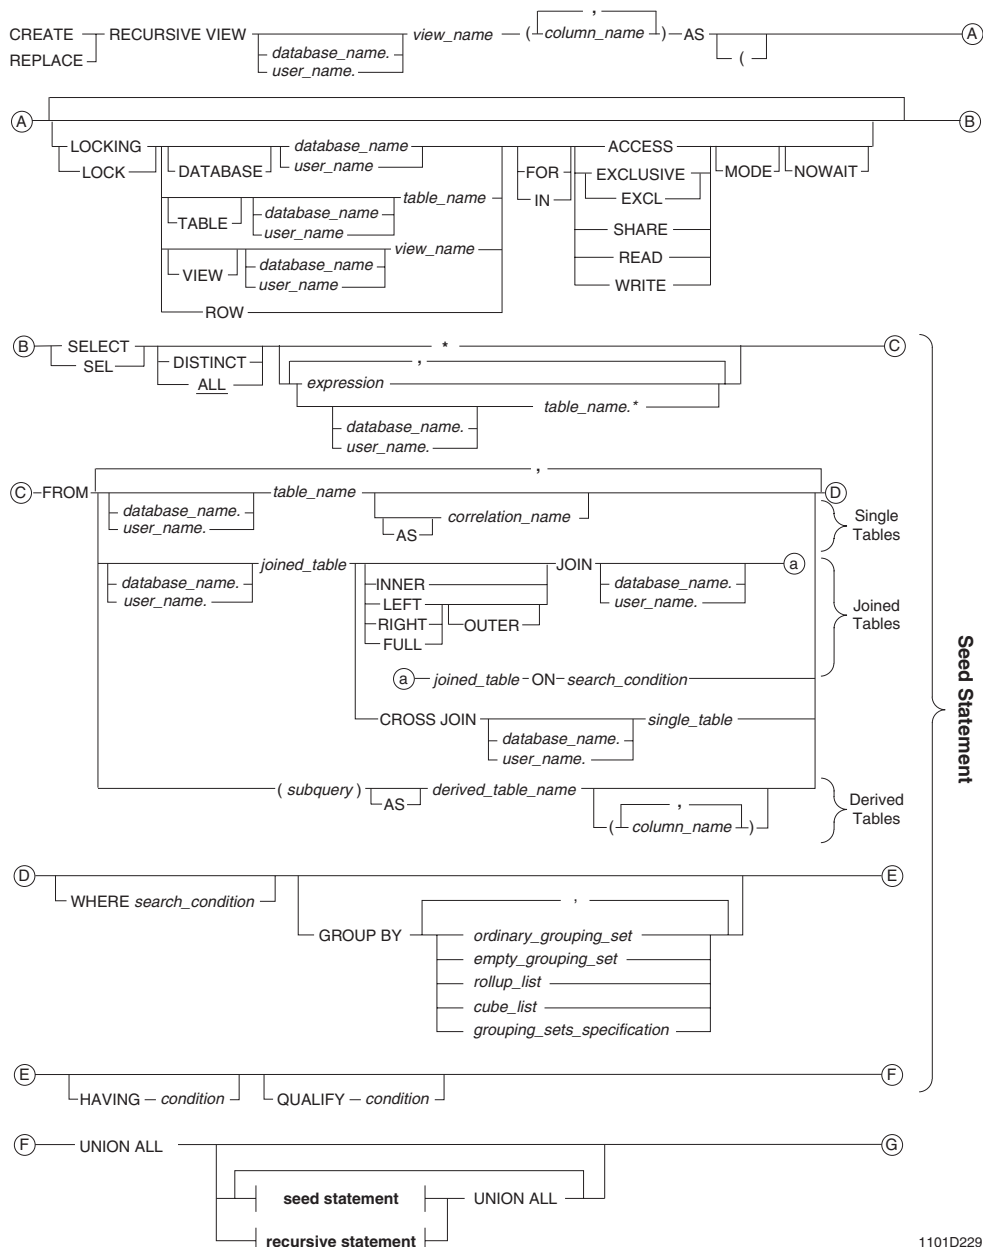 ,
CREATE RECURSIVE VIEW view_name ( column_name ) AS A
REPLACE database_name. (
user_name.
A B
LOCKING database_name ACCESS
LOCK DATABASE user_name FOR EXCLUSIVE MODE NOWAIT
IN EXCL
table_name
TABLE database_name SHARE
user_name
view_name READ
VIEW database_name
user_name WRITE
ROW
B SELECT * C
SEL DISTINCT ,
ALL expression
table_name.*
database_name.
user_name.
,
C FROM table_name D
database_name. correlation_name Single
user_name. AS Tables
joined_table JOIN a
database_name. INNER database_name.
user_name. LEFT user_name. Joined
RIGHT OUTER Tables
FULL
a joined_table ON search_condition
CROSS JOIN single_table
database_name.
user_name.
( subquery ) derived_table_name Derived
AS , Tables
( column_name )
Seed Statement
D E
WHERE search_condition ,
GROUP BY ordinary_grouping_set
empty_grouping_set
rollup_list
cube_list
grouping_sets_specification
E F
HAVING condition QUALIFY condition
F UNION ALL G
seed statement UNION ALL
recursive statement
1101D229